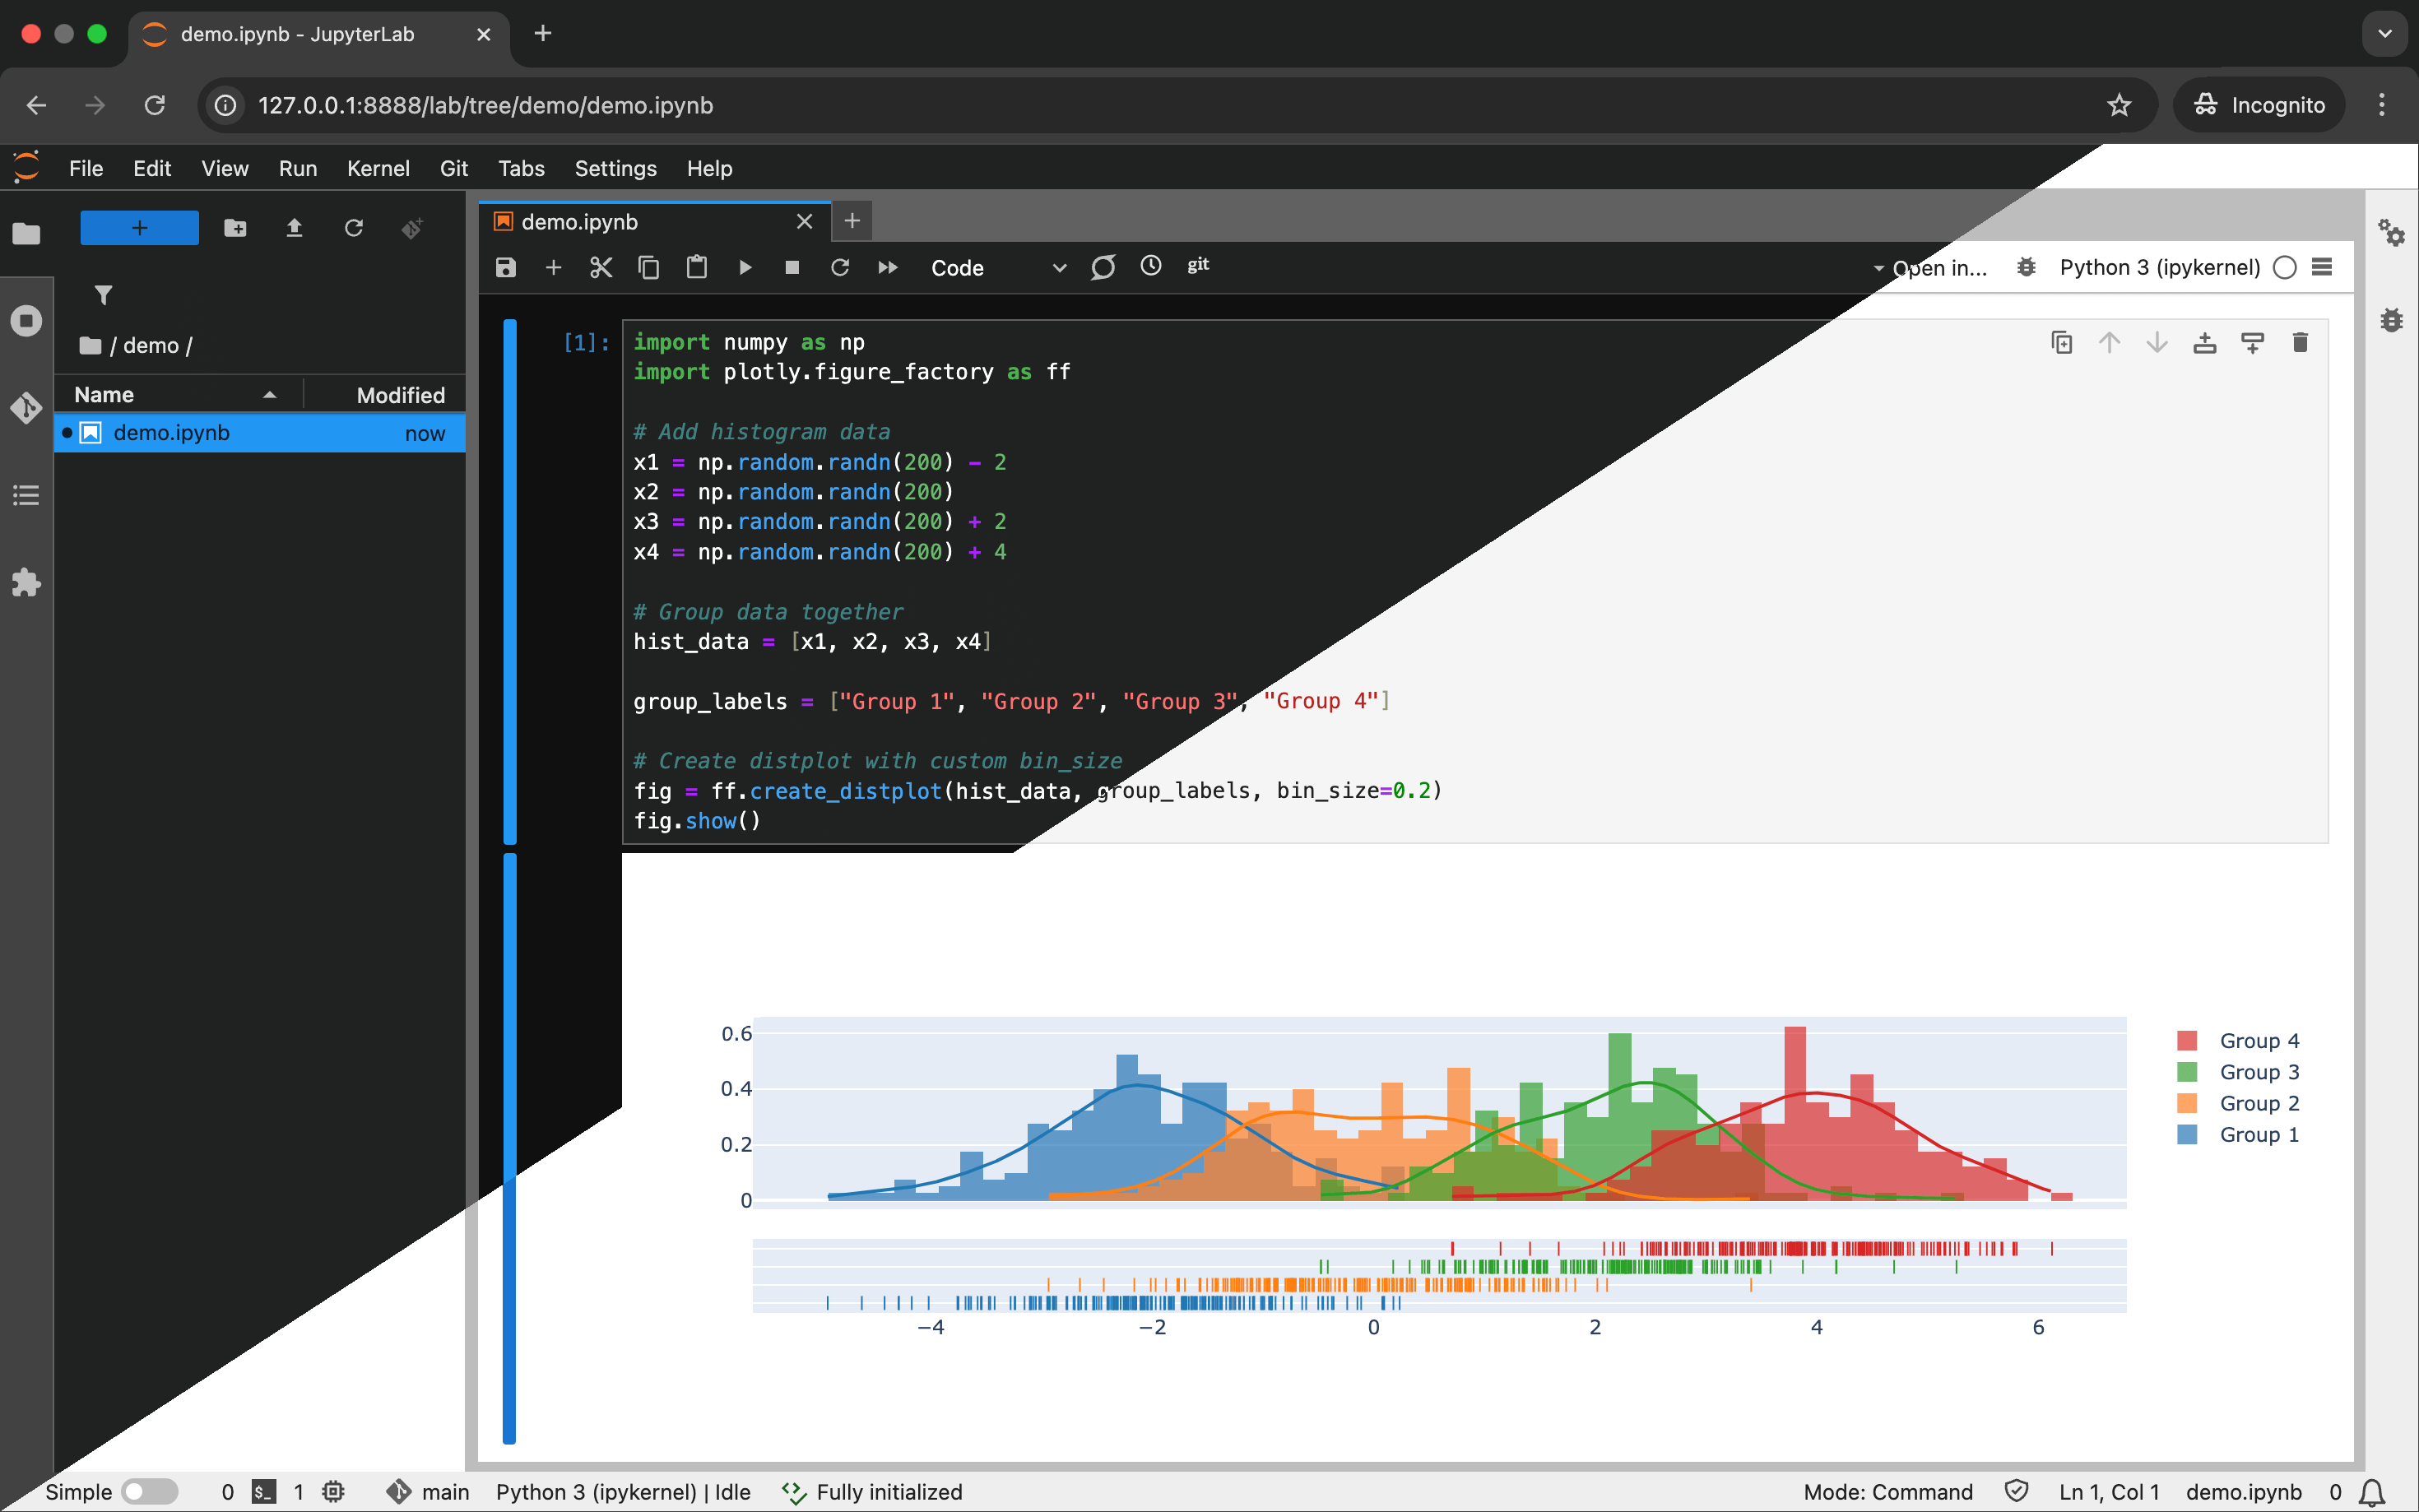 demo.ipynb - JupyterLab
127.0.0.1:8888/lab/tree/demo/demo.ipynb
Incognito
File Edit View Run Kernel Git Tabs Settings Help
demo.ipynb
Code
git
Open in...
Python 3 (ipykernel)
/ demo /
Name Modified
demo.ipynb now
[1]:
import numpy as np
import plotly.figure_factory as ff
# Add histogram data
x1 = np.random.randn(200) - 2
x2 = np.random.randn(200)
x3 = np.random.randn(200) + 2
x4 = np.random.randn(200) + 4
# Group data together
hist_data = [x1, x2, x3, x4]
group_labels = ["Group 1", "Group 2", "Group 3", "Group 4"]
# Create distplot with custom bin_size
fig = ff.create_distplot(hist_data, group_labels, bin_size=0.2)
fig.show()
0.6
0.4
0.2
0
Group 4
Group 3
Group 2
Group 1
−4 −2 0 2 4 6
Simple 0 $_ 1 main Python 3 (ipykernel) | Idle Fully initialized Mode: Command Ln 1, Col 1 demo.ipynb 0